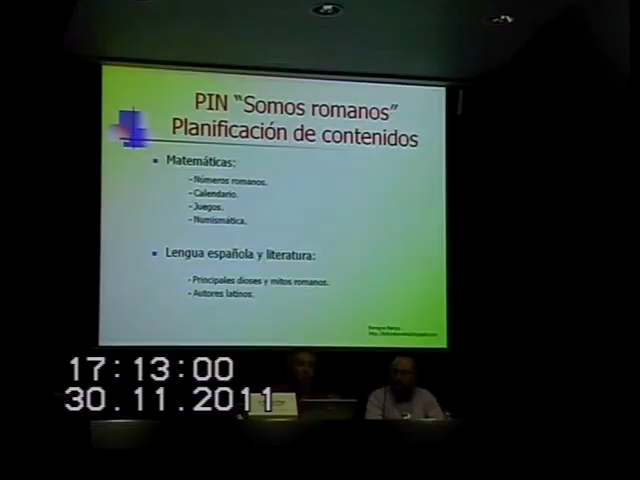 PIN "Somos romanos"
Planificación de contenidos
Matemáticas:
-Números romanos.
-Calendario.
-Juegos.
-Numismática.
Lengua española y literatura:
-Principales dioses y mitos romanos.
-Autores latinos.
17:13:00
30.11.2011